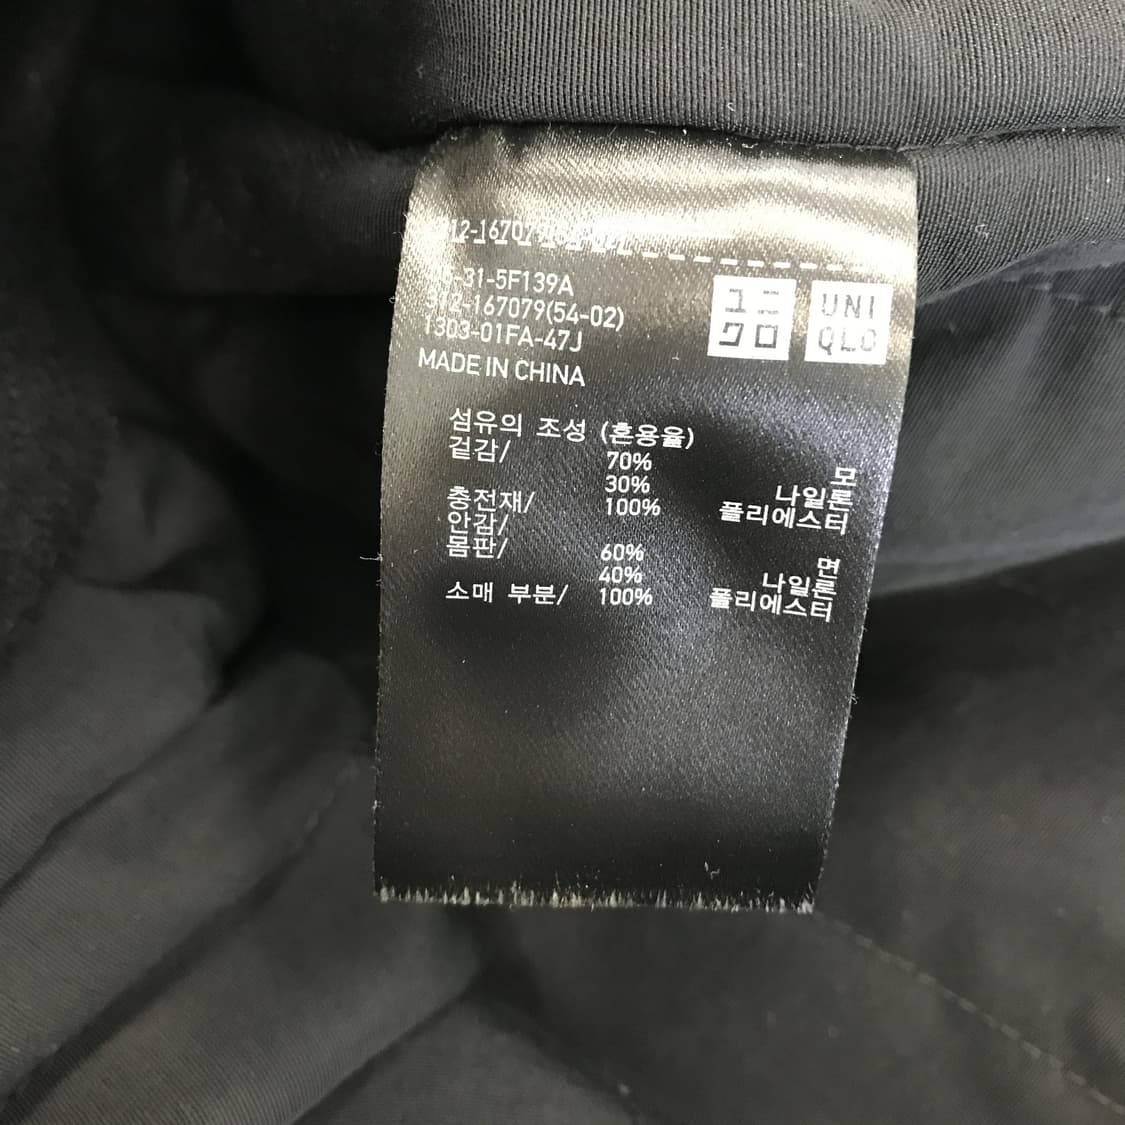 12-167079
-31-5F139A
312-167079(54-02)
1303-01FA-47J
MADE IN CHINA
ユニ
クロ
UNI
QLO
섬유의 조성 (혼용율)
겉감/ 70% 모
30% 나일론
충전재/ 100% 폴리에스터
안감/
몸판/ 60% 면
40% 나일론
소매 부분/ 100% 폴리에스터